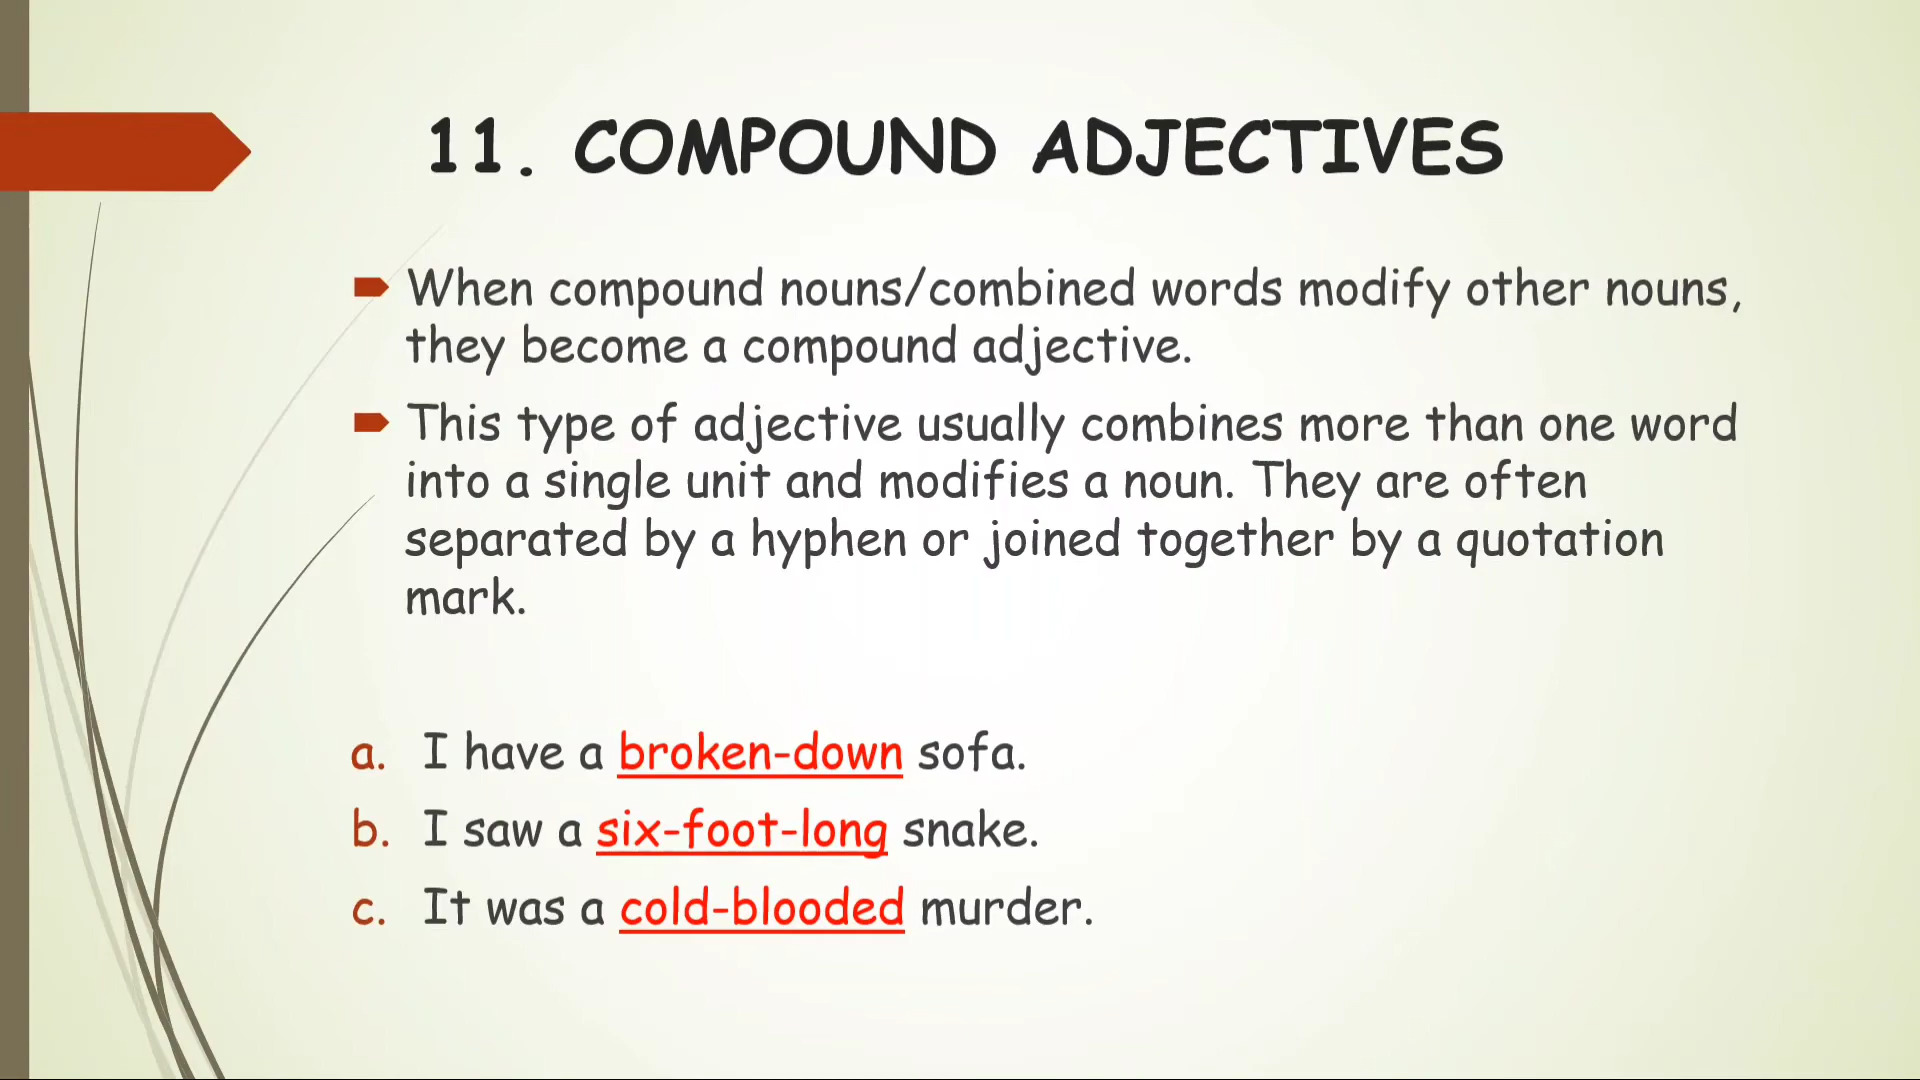 11. COMPOUND ADJECTIVES
When compound nouns/combined words modify other nouns,
they become a compound adjective.
This type of adjective usually combines more than one word
into a single unit and modifies a noun. They are often
separated by a hyphen or joined together by a quotation
mark.
a. I have a broken-down sofa.
b. I saw a six-foot-long snake.
c. It was a cold-blooded murder.